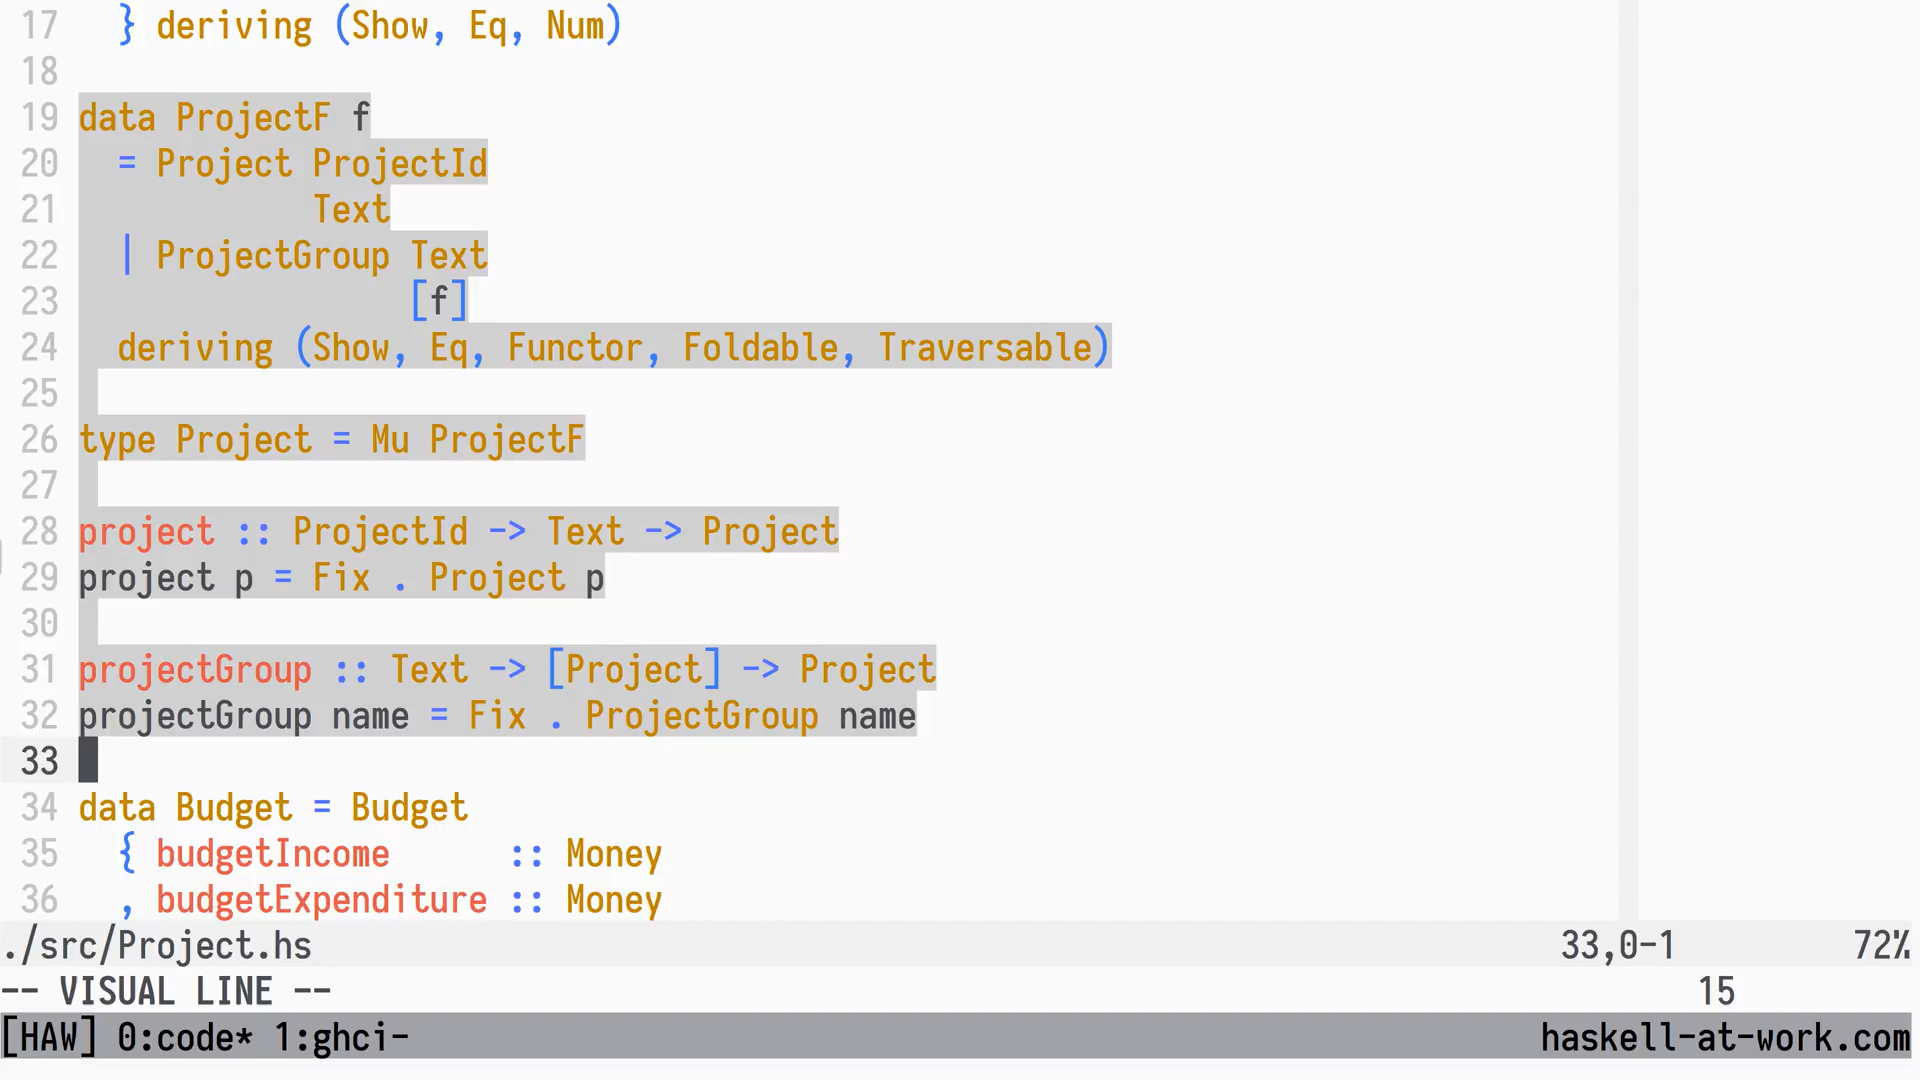 17   } deriving (Show, Eq, Num)
18
19 data ProjectF f
20   = Project ProjectId
21             Text
22   | ProjectGroup Text
23                  [f]
24   deriving (Show, Eq, Functor, Foldable, Traversable)
25
26 type Project = Mu ProjectF
27
28 project :: ProjectId -> Text -> Project
29 project p = Fix . Project p
30
31 projectGroup :: Text -> [Project] -> Project
32 projectGroup name = Fix . ProjectGroup name
33
34 data Budget = Budget
35   { budgetIncome      :: Money
36   , budgetExpenditure :: Money
./src/Project.hs 33,0-1 72%
-- VISUAL LINE -- 15
[HAW] 0:code* 1:ghci- haskell-at-work.com